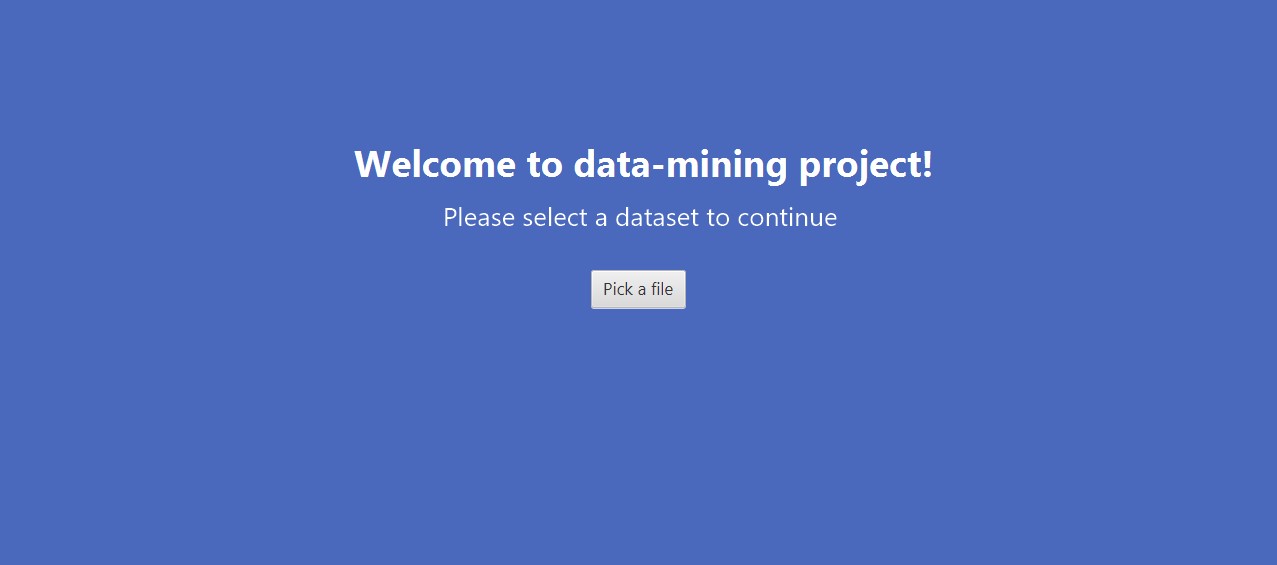 Welcome to data-mining project!
Please select a dataset to continue
Pick a file